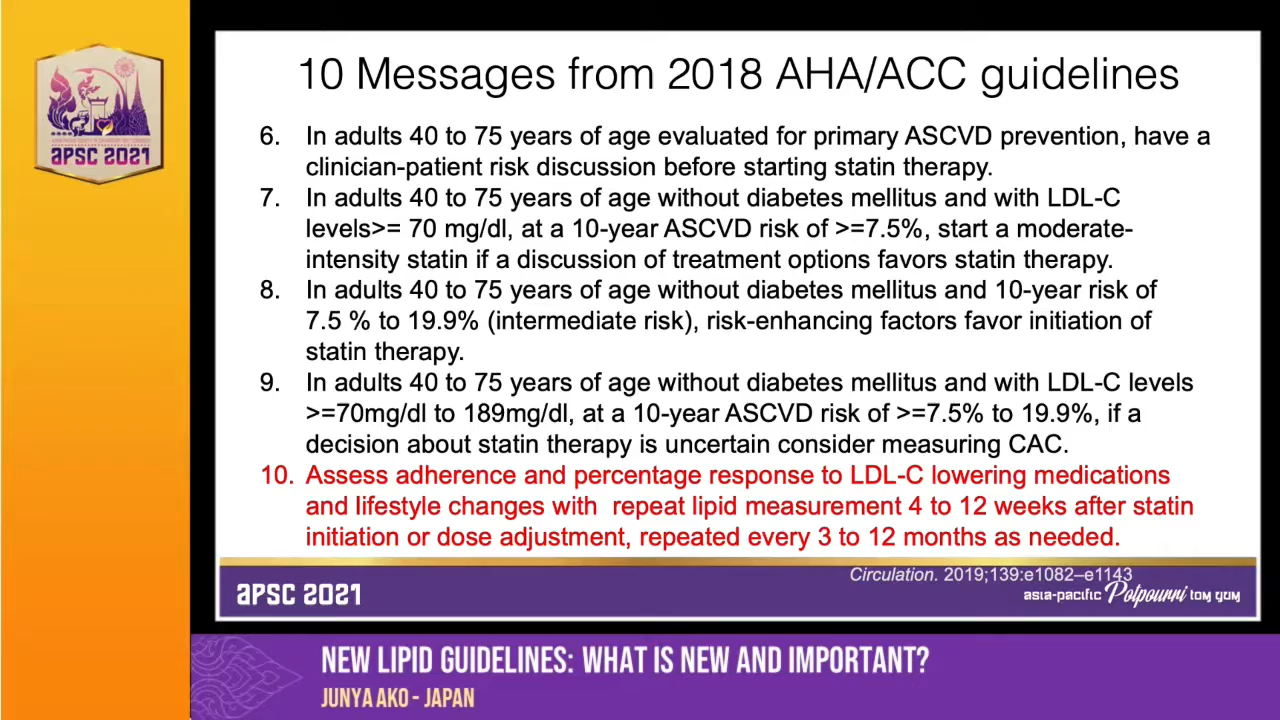 APSC 2021
10 Messages from 2018 AHA/ACC guidelines
6. In adults 40 to 75 years of age evaluated for primary ASCVD prevention, have a
clinician-patient risk discussion before starting statin therapy.
7. In adults 40 to 75 years of age without diabetes mellitus and with LDL-C
levels>= 70 mg/dl, at a 10-year ASCVD risk of >=7.5%, start a moderate-
intensity statin if a discussion of treatment options favors statin therapy.
8. In adults 40 to 75 years of age without diabetes mellitus and 10-year risk of
7.5 % to 19.9% (intermediate risk), risk-enhancing factors favor initiation of
statin therapy.
9. In adults 40 to 75 years of age without diabetes mellitus and with LDL-C levels
>=70mg/dl to 189mg/dl, at a 10-year ASCVD risk of >=7.5% to 19.9%, if a
decision about statin therapy is uncertain consider measuring CAC.
10. Assess adherence and percentage response to LDL-C lowering medications
and lifestyle changes with  repeat lipid measurement 4 to 12 weeks after statin
initiation or dose adjustment, repeated every 3 to 12 months as needed.
Circulation. 2019;139:e1082–e1143
APSC 2021
asia-pacific Potpourri tom yum
NEW LIPID GUIDELINES: WHAT IS NEW AND IMPORTANT?
JUNYA AKO - JAPAN